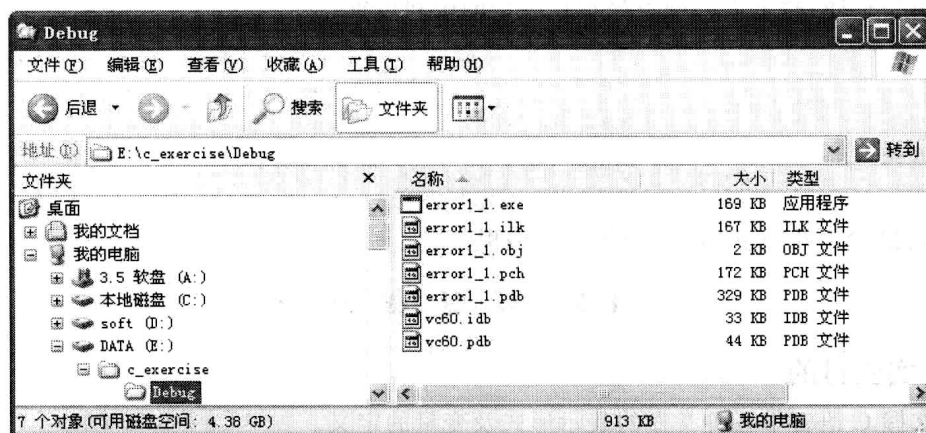 Debug
文件(F) 编辑(E) 查看(V) 收藏(A) 工具(T) 帮助(H)
后退 搜索 文件夹
地址(D) E:\c_exercise\Debug 转到
文件夹 × 名称 大小 类型
桌面
我的文档
我的电脑
3.5 软盘 (A:)
本地磁盘 (C:)
soft (D:)
DATA (E:)
c_exercise
Debug
error1_1.exe 169 KB 应用程序
error1_1.ilk 167 KB ILK 文件
error1_1.obj 2 KB OBJ 文件
error1_1.pch 172 KB PCH 文件
error1_1.pdb 329 KB PDB 文件
vc60.idb 33 KB IDB 文件
vc60.pdb 44 KB PDB 文件
7 个对象(可用磁盘空间: 4.38 GB) 913 KB 我的电脑